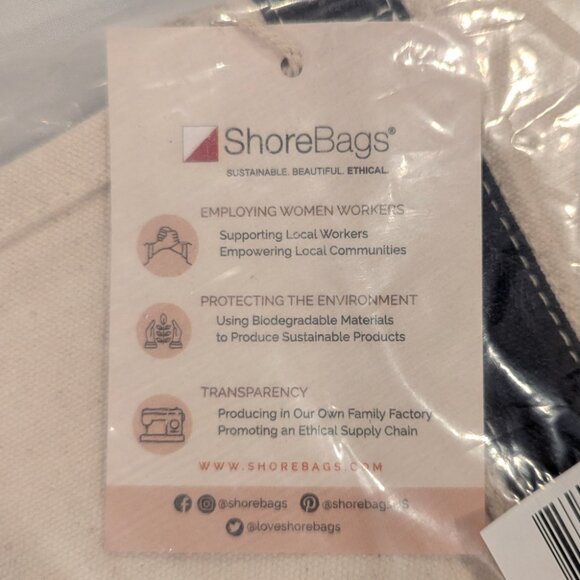 ShoreBags®
SUSTAINABLE. BEAUTIFUL. ETHICAL.
EMPLOYING WOMEN WORKERS
Supporting Local Workers
Empowering Local Communities
PROTECTING THE ENVIRONMENT
Using Biodegradable Materials
to Produce Sustainable Products
TRANSPARENCY
Producing in Our Own Family Factory
Promoting an Ethical Supply Chain
WWW.SHOREBAGS.COM
@shorebags
@loveshorebags